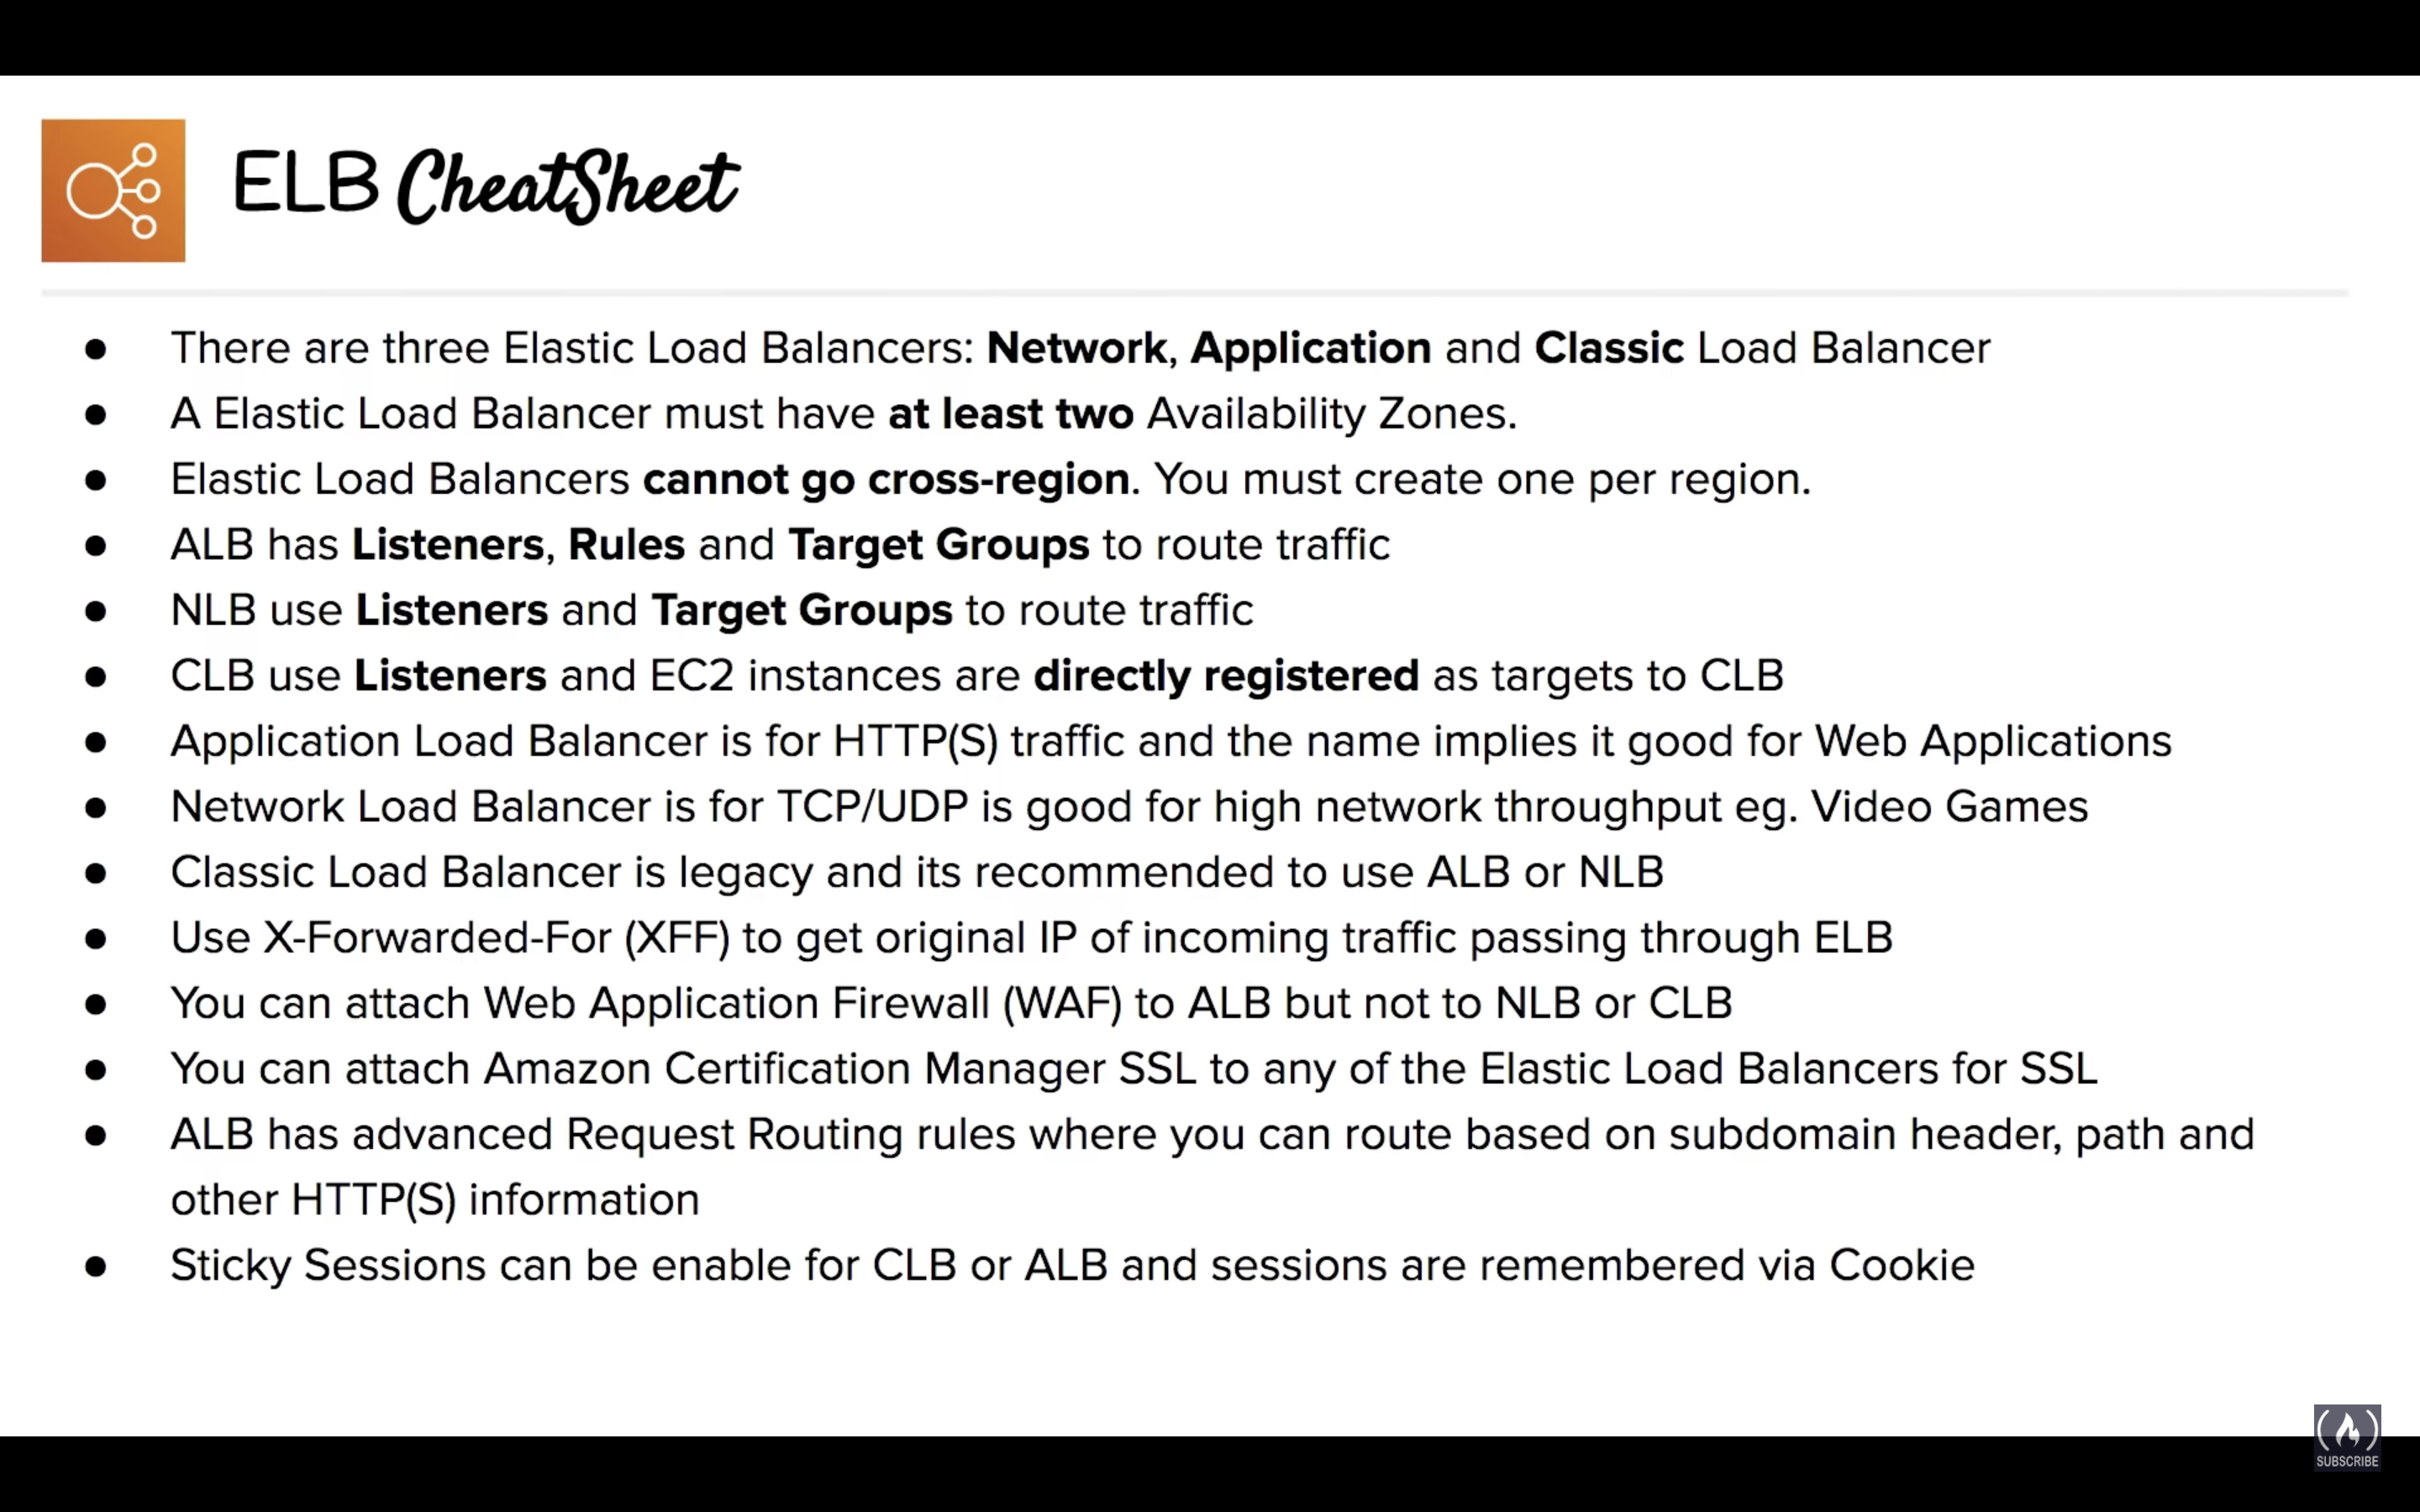 ELB CheatSheet
● There are three Elastic Load Balancers: Network, Application and Classic Load Balancer
● A Elastic Load Balancer must have at least two Availability Zones.
● Elastic Load Balancers cannot go cross-region. You must create one per region.
● ALB has Listeners, Rules and Target Groups to route traffic
● NLB use Listeners and Target Groups to route traffic
● CLB use Listeners and EC2 instances are directly registered as targets to CLB
● Application Load Balancer is for HTTP(S) traffic and the name implies it good for Web Applications
● Network Load Balancer is for TCP/UDP is good for high network throughput eg. Video Games
● Classic Load Balancer is legacy and its recommended to use ALB or NLB
● Use X-Forwarded-For (XFF) to get original IP of incoming traffic passing through ELB
● You can attach Web Application Firewall (WAF) to ALB but not to NLB or CLB
● You can attach Amazon Certification Manager SSL to any of the Elastic Load Balancers for SSL
● ALB has advanced Request Routing rules where you can route based on subdomain header, path and
other HTTP(S) information
● Sticky Sessions can be enable for CLB or ALB and sessions are remembered via Cookie
SUBSCRIBE